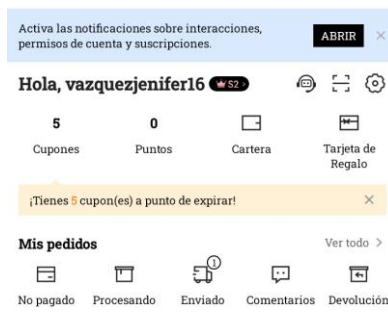 Activa las notificaciones sobre interacciones,
permisos de cuenta y suscripciones.
ABRIR
Hola, vazquezjenifer16 S2
5 0
Cupones Puntos Cartera Tarjeta de
Regalo
¡Tienes 5 cupon(es) a punto de expirar!
Mis pedidos Ver todo
1
No pagado Procesando Enviado Comentarios Devolución